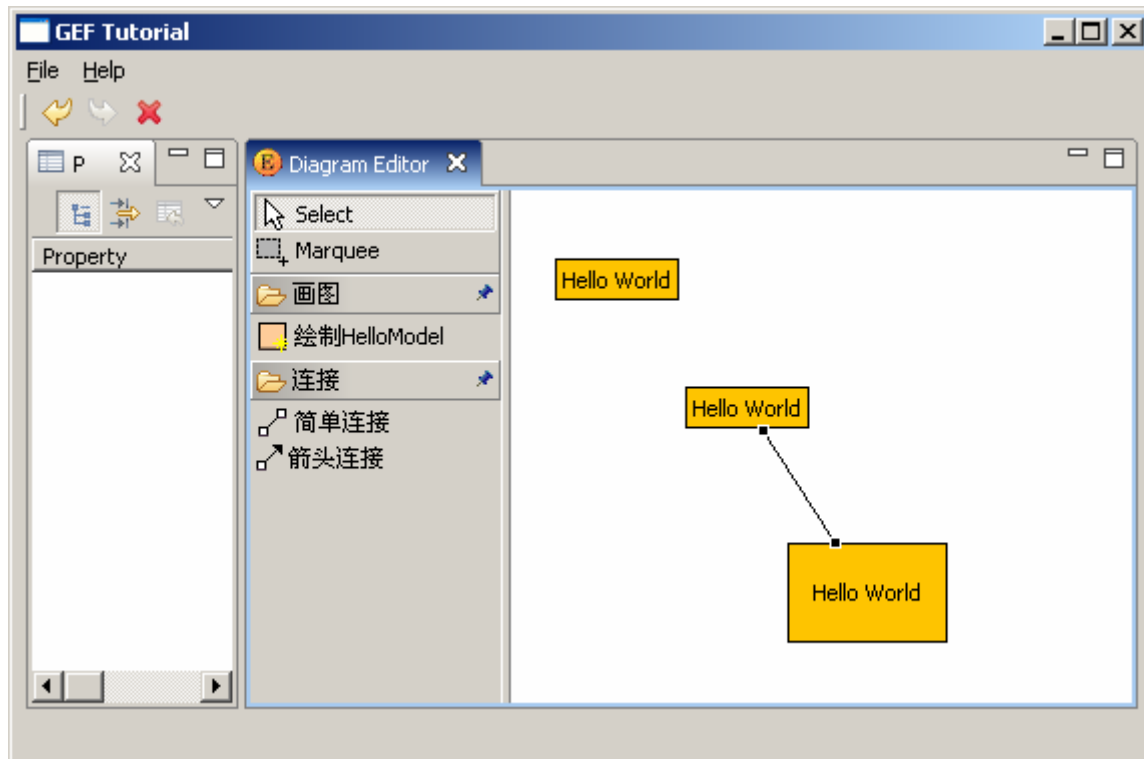 GEF Tutorial
File Help
P
Diagram Editor
Property
Select
Marquee
画图
绘制HelloModel
连接
简单连接
箭头连接
Hello World
Hello World
Hello World